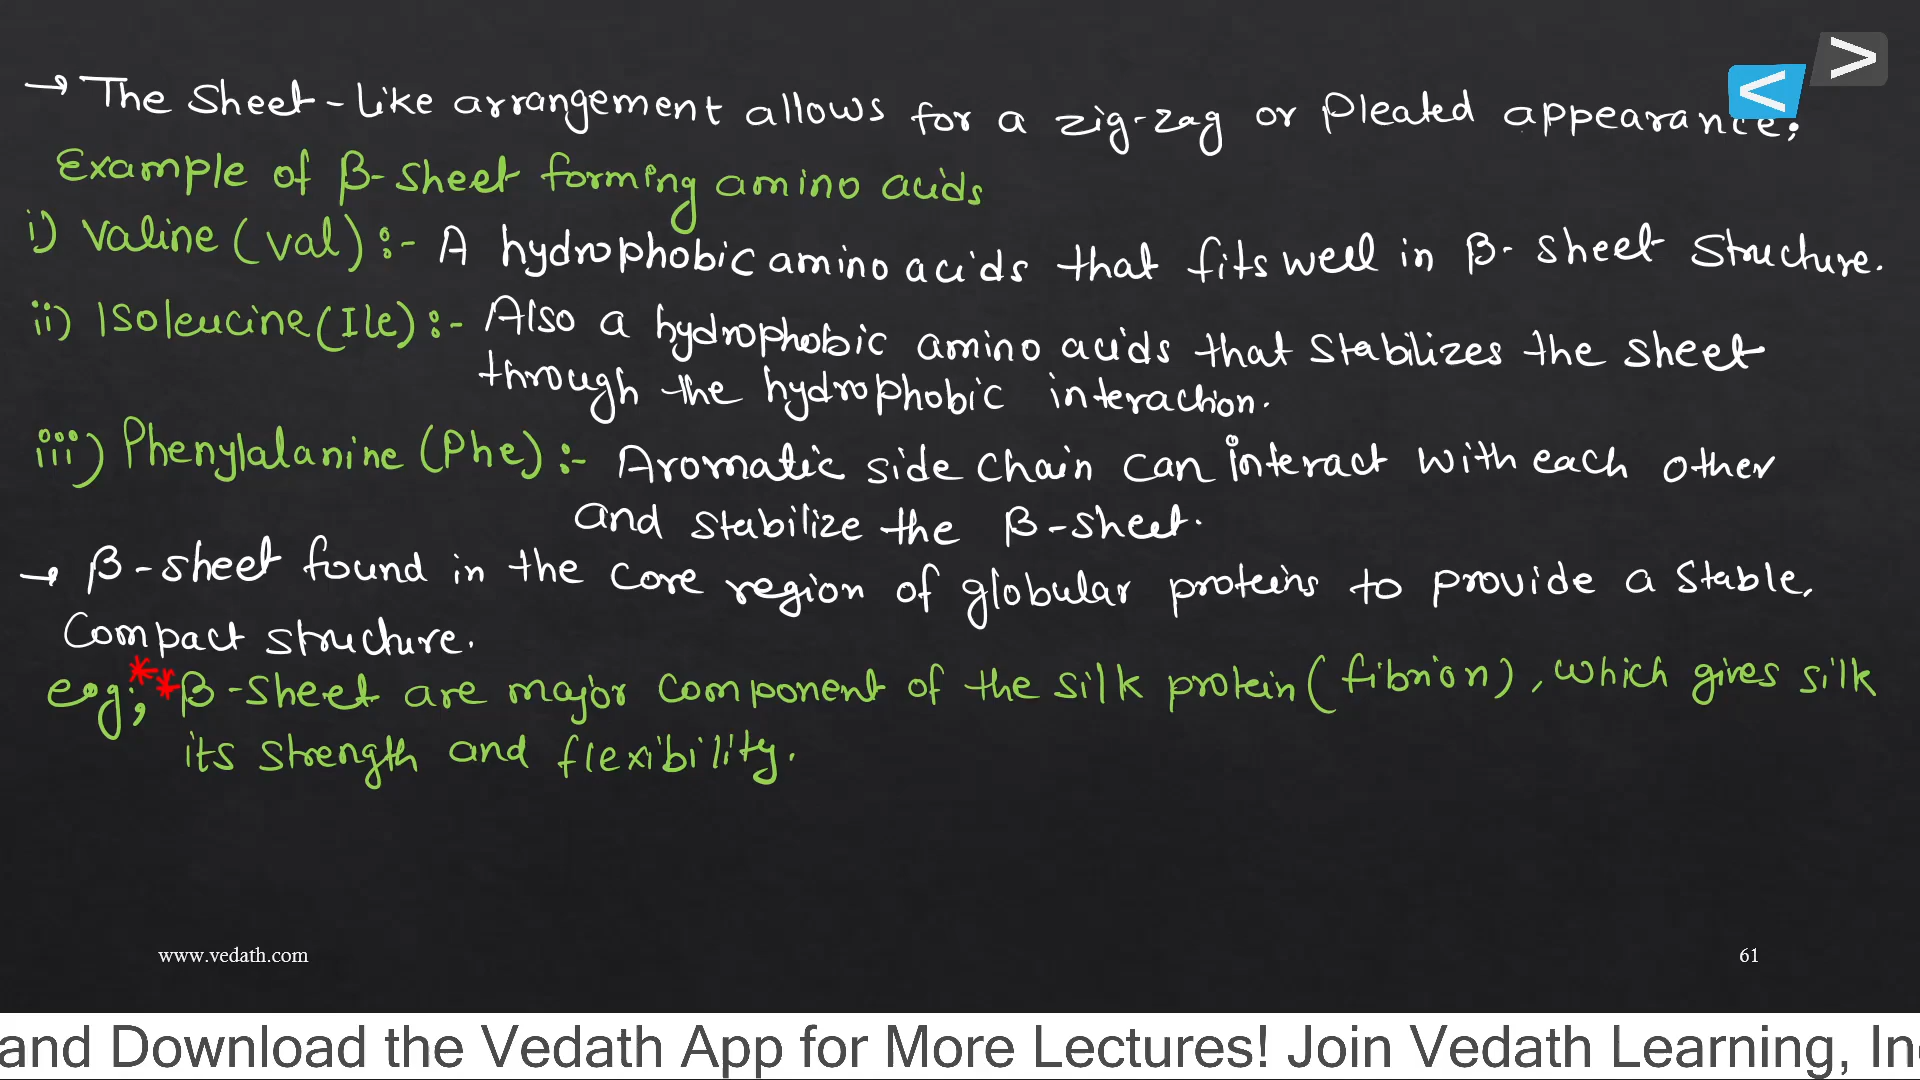 → The sheet-like arrangement allows for a zig-zag or pleated appearance.
Example of β-sheet forming amino acids
i) Valine (val) :- A hydrophobic amino acids that fits well in β-sheet structure.
ii) Isoleucine (Ile) :- Also a hydrophobic amino acids that stabilizes the sheet
through the hydrophobic interaction.
iii) Phenylalanine (Phe) :- Aromatic side chain can interact with each other
and stabilize the β-sheet.
→ β-sheet found in the core region of globular proteins to provide a stable,
compact structure.
eg; **β-sheet are major component of the silk protein (fibrion), which gives silk
its strength and flexibility.
www.vedath.com
61
and Download the Vedath App for More Lectures! Join Vedath Learning, In